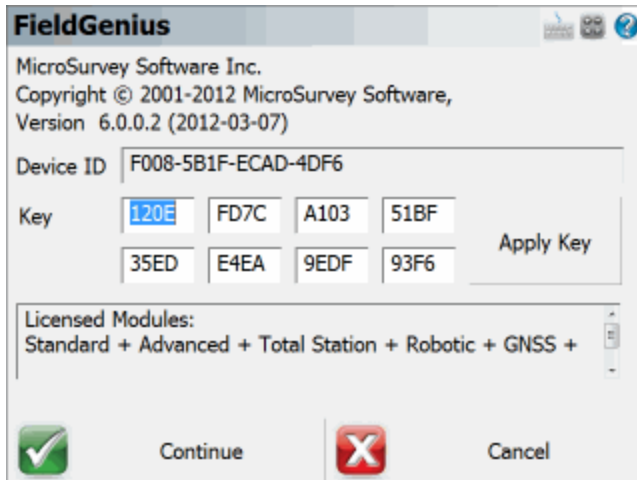 FieldGenius
MicroSurvey Software Inc.
Copyright © 2001-2012 MicroSurvey Software,
Version 6.0.0.2 (2012-03-07)
Device ID F008-5B1F-ECAD-4DF6
Key 120E FD7C A103 51BF
Apply Key
35ED E4EA 9EDF 93F6
Licensed Modules:
Standard + Advanced + Total Station + Robotic + GNSS +
Continue Cancel